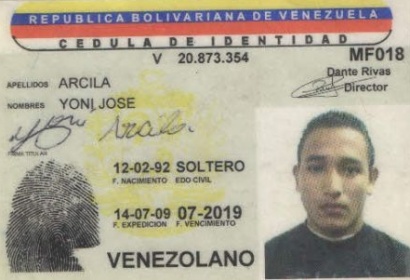 REPUBLICA BOLIVARIANA DE VENEZUELA
CEDULA DE IDENTIDAD
V 20.873.354 MF018
Dante Rivas
Director
APELLIDOS ARCILA
NOMBRES YONI JOSE
Arcila
FIRMA TITULAR
12-02-92 SOLTERO
F. NACIMIENTO EDO CIVIL
14-07-09 07-2019
F. EXPEDICION F. VENCIMIENTO
VENEZOLANO